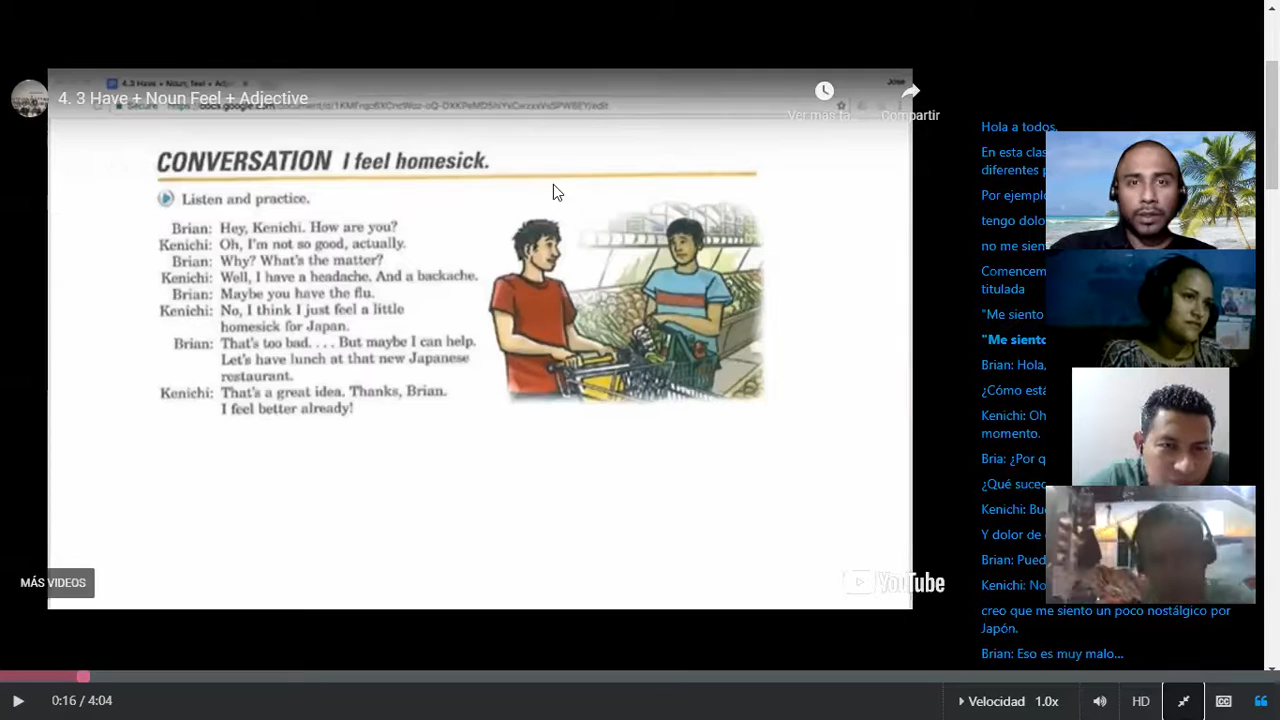 4. 3 Have + Noun Feel + Adjective
Ver más ta...
Compartir
CONVERSATION I feel homesick.
Listen and practice.
Brian: Hey, Kenichi. How are you?
Kenichi: Oh, I'm not so good, actually.
Brian: Why? What's the matter?
Kenichi: Well, I have a headache. And a backache.
Brian: Maybe you have the flu.
Kenichi: No, I think I just feel a little
homesick for Japan.
Brian: That's too bad. . . . But maybe I can help.
Let's have lunch at that new Japanese
restaurant.
Kenichi: That's a great idea. Thanks, Brian.
I feel better already!
MÁS VIDEOS
YouTube
Hola a todos,
En esta clas
diferentes p
Por ejemplo
tengo dolo
no me sien
Comencem
titulada
"Me siento
"Me siento
Brian: Hola,
¿Cómo está
Kenichi: Oh
momento.
Bria: ¿Por q
¿Qué suced
Kenichi: Bue
Y dolor de
Brian: Pued
Kenichi: No
creo que me siento un poco nostálgico por
Japón.
Brian: Eso es muy malo...
0:16 / 4:04
Velocidad 1.0x
HD
CC